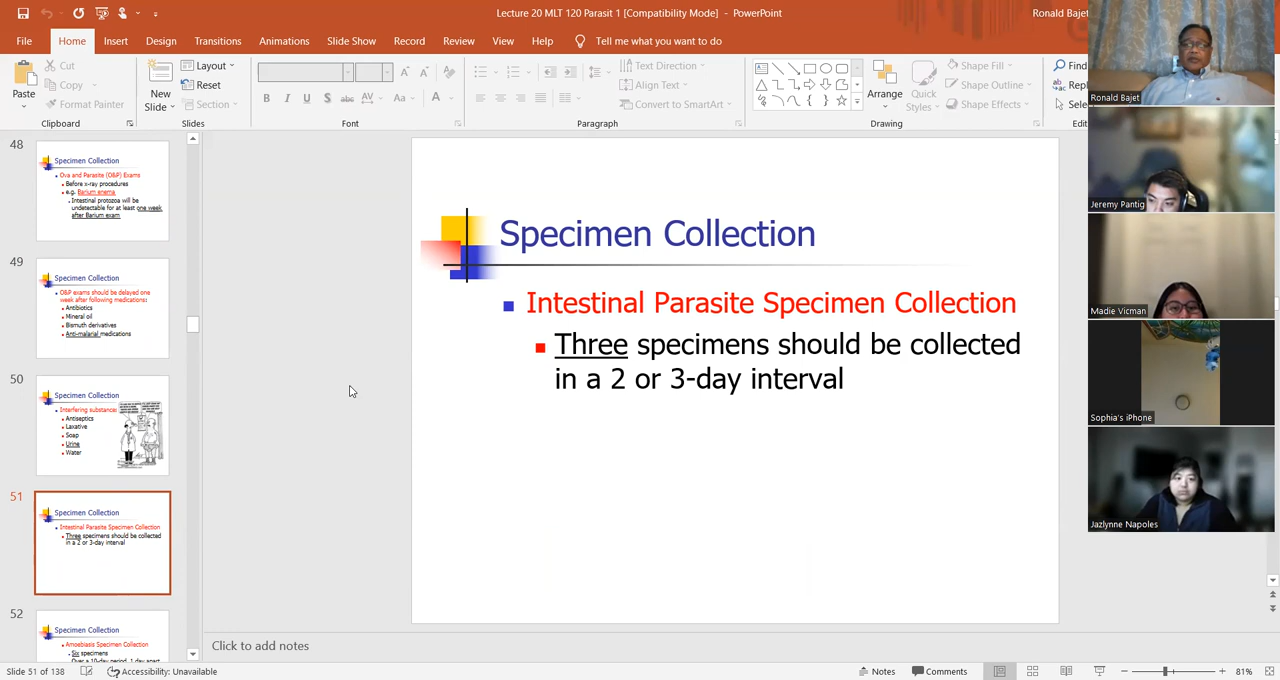 Lecture 20 MLT 120 Parasit 1 [Compatibility Mode] - PowerPoint
Ronald Bajet
File Home Insert Design Transitions Animations Slide Show Record Review View Help Tell me what you want to do
Paste
Cut
Copy
Format Painter
Clipboard
New
Slide
Layout
Reset
Section
Slides
B I U S abc AV Aa A
Font
Text Direction
Align Text
Convert to SmartArt
Paragraph
Arrange
Quick
Styles
Shape Fill
Shape Outline
Shape Effects
Drawing
Find
Repl
Sele
Edit
48
Specimen Collection
Ova and Parasite (O&P) Exams
Before x-ray procedures
e.g. Barium enema
Intestinal protozoa will be
undetectable for at least one week
after Barium exam
49
Specimen Collection
O&P exams should be delayed one
week after following medications:
Antibiotics
Mineral oil
Bismuth derivatives
Anti-malarial medications
50
Specimen Collection
Interfering substance
Antiseptics
Laxative
Soap
Urine
Water
51
Specimen Collection
Intestinal Parasite Specimen Collection
Three specimens should be collected
in a 2 or 3-day interval
52
Specimen Collection
Amoebiasis Specimen Collection
Six specimens
Over a 10-day period, 1 day apart
Specimen Collection
Intestinal Parasite Specimen Collection
Three specimens should be collected
in a 2 or 3-day interval
Click to add notes
Ronald Bajet
Jeremy Pantig
Madie Vicman
Sophia's iPhone
Jazlynne Napoles
Slide 51 of 138
Accessibility: Unavailable
Notes
Comments
81%